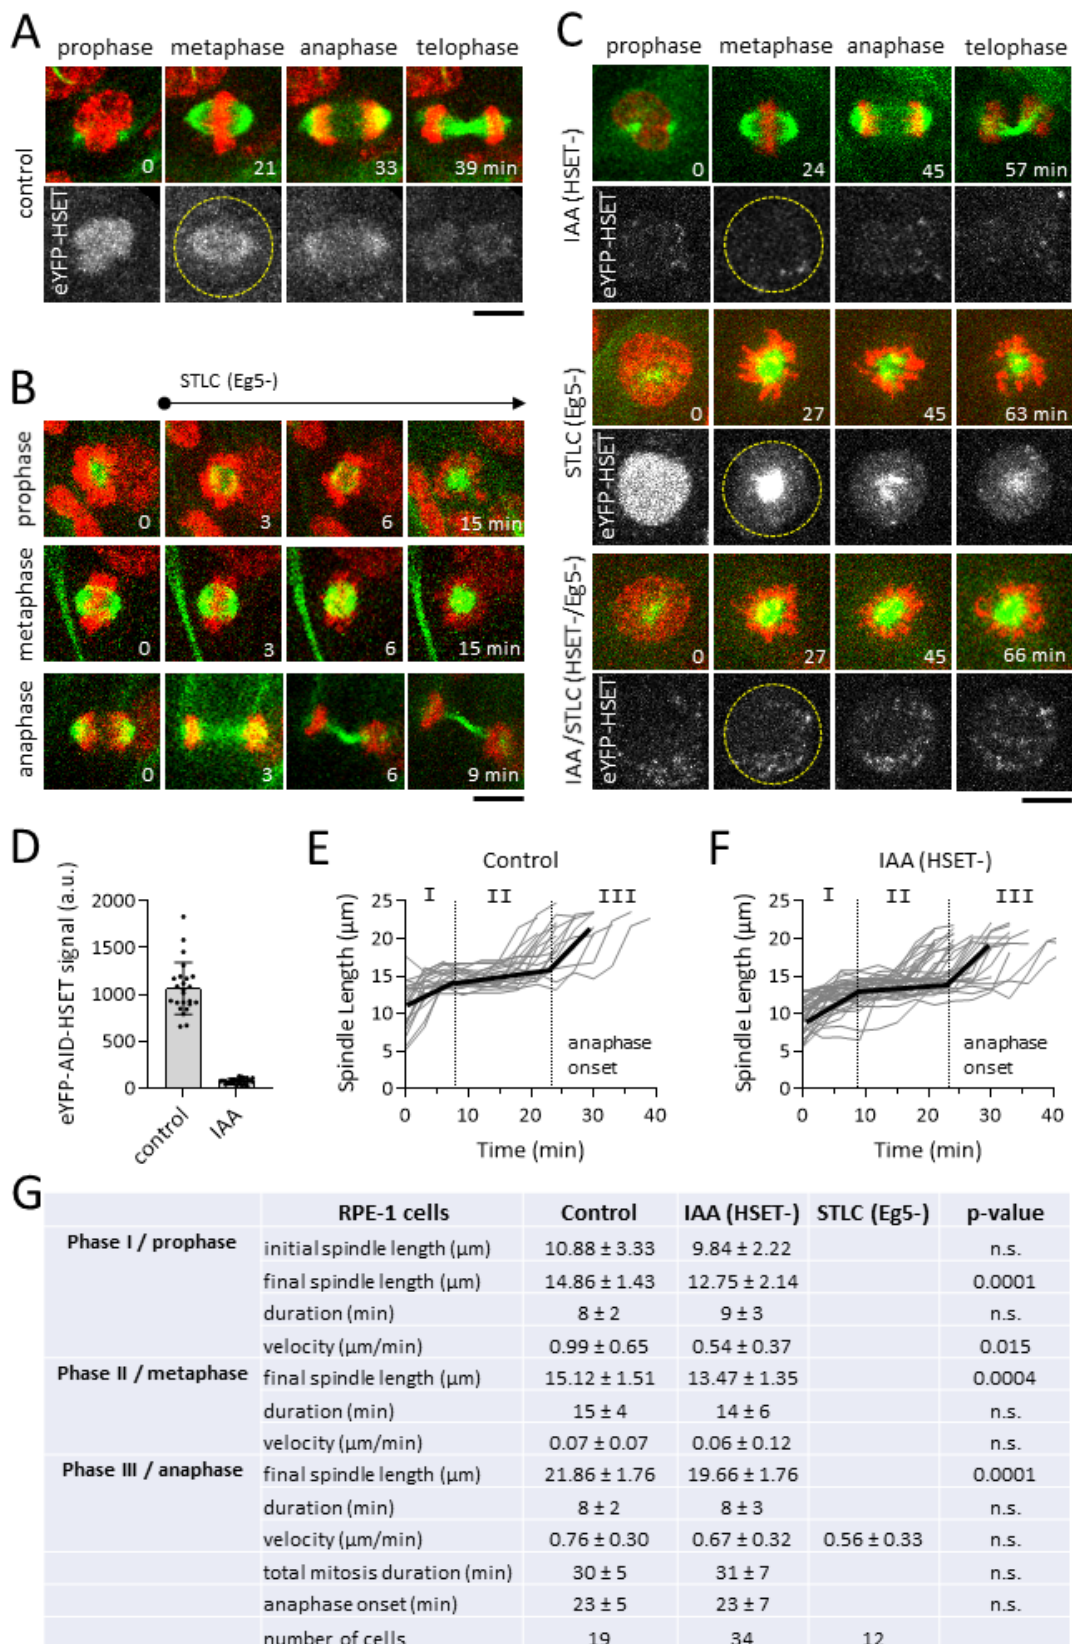 A
prophase metaphase anaphase telophase
control
0 21 33 39 min
eYFP-HSET
B
STLC (Eg5-)
prophase
0 3 6 15 min
metaphase
0 3 6 15 min
anaphase
0 3 6 9 min
C
prophase metaphase anaphase telophase
IAA (HSET-)
0 24 45 57 min
eYFP-HSET
STLC (Eg5-)
0 27 45 63 min
eYFP-HSET
IAA /STLC (HSET-/Eg5-)
0 27 45 66 min
eYFP-HSET
D
eYFP-AID-HSET signal (a.u.)
2000
1500
1000
500
0
control IAA
E
Control
I II III
Spindle Length (µm)
25
20
15
10
5
0
anaphase
onset
0 10 20 30 40
Time (min)
F
IAA (HSET-)
I II III
Spindle Length (µm)
25
20
15
10
5
0
anaphase
onset
0 10 20 30 40
Time (min)
G
RPE-1 cells Control IAA (HSET-) STLC (Eg5-) p-value
Phase I / prophase initial spindle length (µm) 10.88 ± 3.33 9.84 ± 2.22 n.s.
final spindle length (µm) 14.86 ± 1.43 12.75 ± 2.14 0.0001
duration (min) 8 ± 2 9 ± 3 n.s.
velocity (µm/min) 0.99 ± 0.65 0.54 ± 0.37 0.015
Phase II / metaphase final spindle length (µm) 15.12 ± 1.51 13.47 ± 1.35 0.0004
duration (min) 15 ± 4 14 ± 6 n.s.
velocity (µm/min) 0.07 ± 0.07 0.06 ± 0.12 n.s.
Phase III / anaphase final spindle length (µm) 21.86 ± 1.76 19.66 ± 1.76 0.0001
duration (min) 8 ± 2 8 ± 3 n.s.
velocity (µm/min) 0.76 ± 0.30 0.67 ± 0.32 0.56 ± 0.33 n.s.
total mitosis duration (min) 30 ± 5 31 ± 7 n.s.
anaphase onset (min) 23 ± 5 23 ± 7 n.s.
number of cells 19 34 12